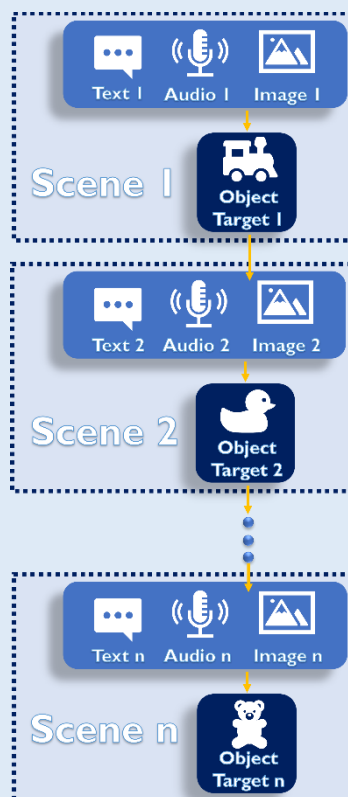 Text 1 Audio 1 Image 1
Scene 1
Object
Target 1
Text 2 Audio 2 Image 2
Scene 2
Object
Target 2
Text n Audio n Image n
Scene n
Object
Target n